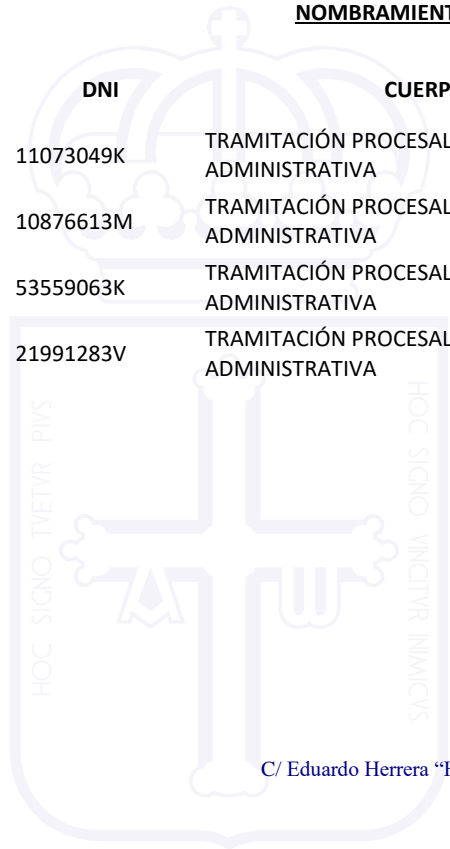 NOMBRAMIENT
DNI CUERP
11073049K TRAMITACIÓN PROCESAL
ADMINISTRATIVA
10876613M TRAMITACIÓN PROCESAL
ADMINISTRATIVA
53559063K TRAMITACIÓN PROCESAL
ADMINISTRATIVA
21991283V TRAMITACIÓN PROCESAL
ADMINISTRATIVA
HOC SIGNO TVETVR PIVS
HOC SIGNO VINCITVR INIMICVS
C/ Eduardo Herrera “H